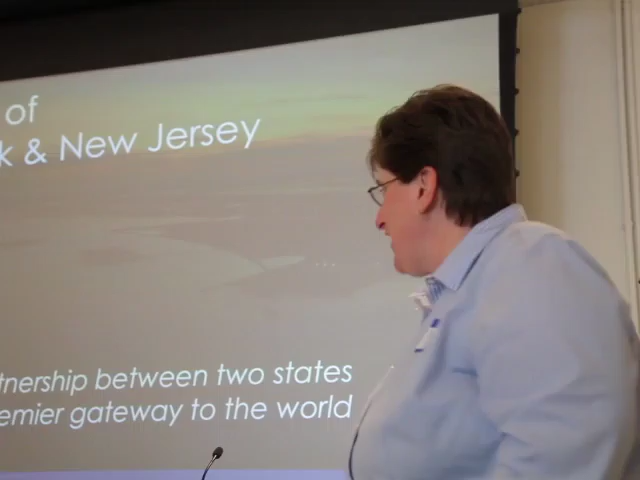 of
k & New Jersey
tnership between two states
emier gateway to the world